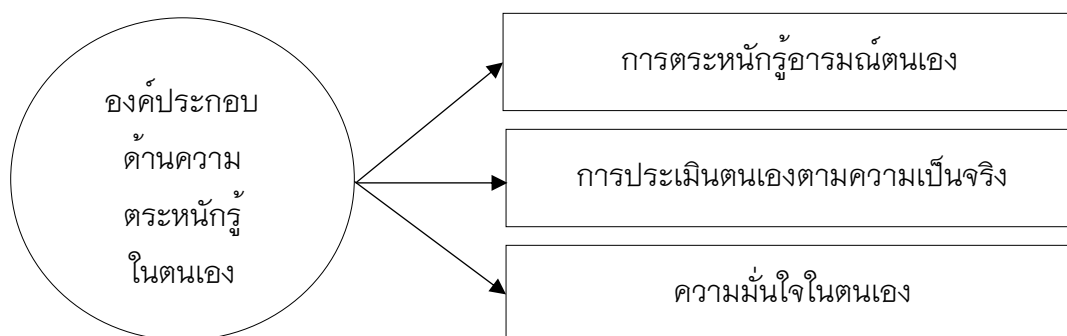 องค์ประกอบ
ด้านความ
ตระหนักรู้
ในตนเอง
การตระหนักรู้อารมณ์ตนเอง
การประเมินตนเองตามความเป็นจริง
ความมั่นใจในตนเอง